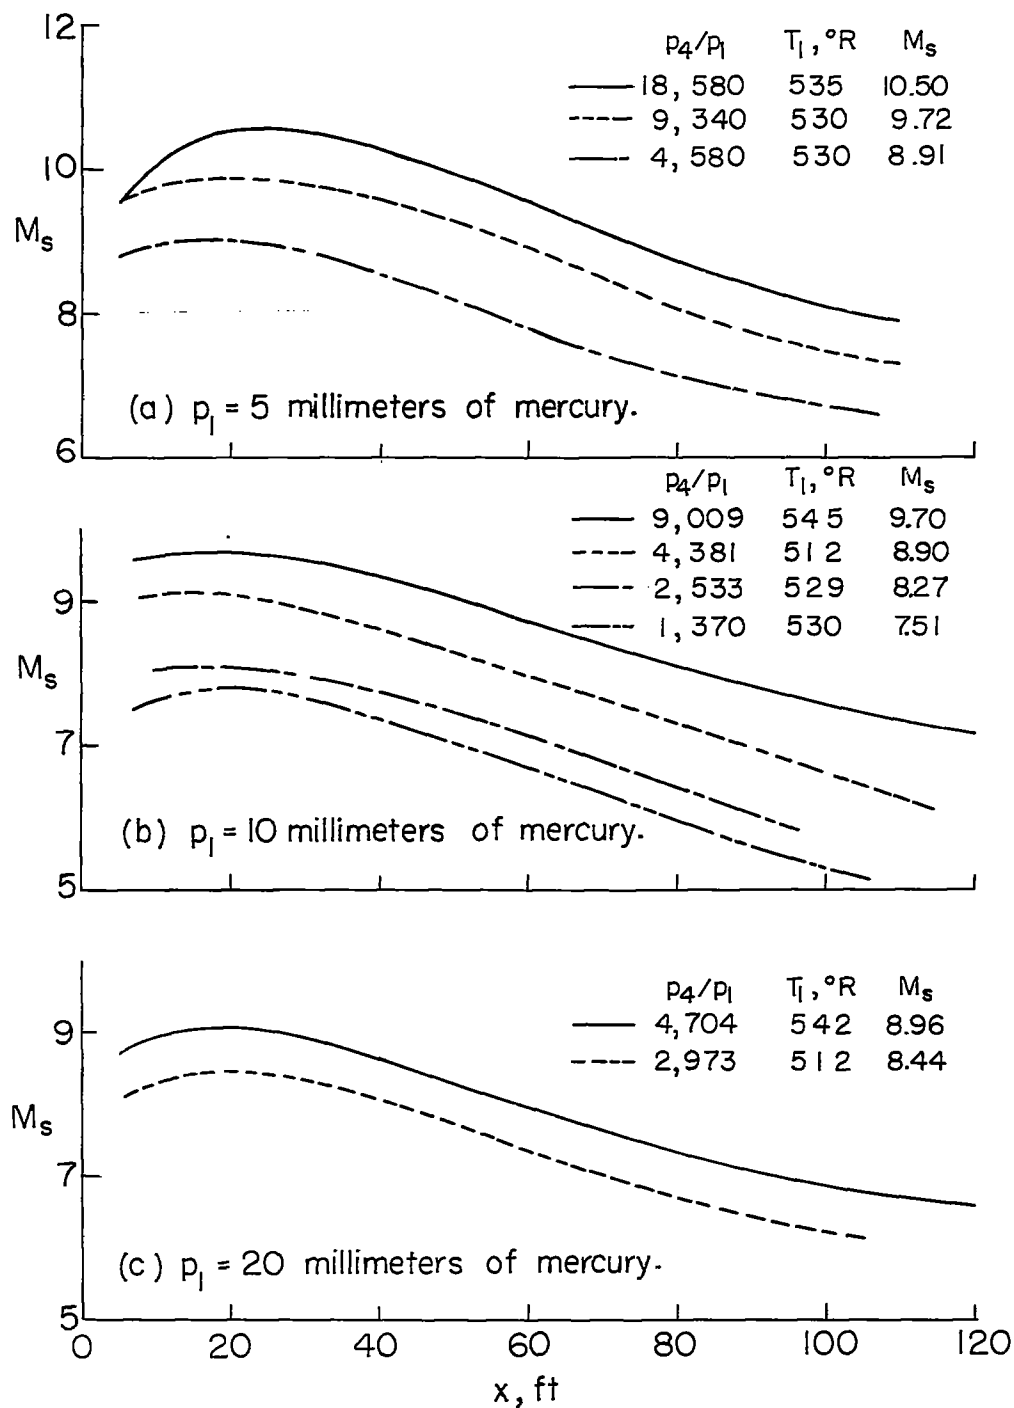 12
p4/p1 T1, °R Ms
18, 580 535 10.50
9, 340 530 9.72
4, 580 530 8.91
10
Ms
8
(a) p1 = 5 millimeters of mercury.
6
p4/p1 T1, °R Ms
9, 009 545 9.70
4, 381 512 8.90
2, 533 529 8.27
1, 370 530 7.51
9
Ms
7
(b) p1 = 10 millimeters of mercury.
5
p4/p1 T1, °R Ms
4,704 542 8.96
2,973 512 8.44
9
Ms
7
(c) p1 = 20 millimeters of mercury.
5
0 20 40 60 80 100 120
x, ft